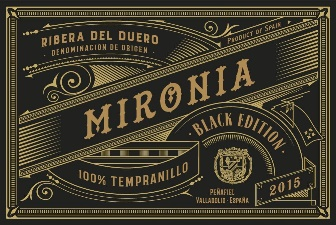 RIBERA DEL DUERO
DENOMINACION DE ORIGEN
PRODUCT OF SPAIN
MIRONIA
BLACK EDITION
100% TEMPRANILLO
PEÑAFIEL
VALLADOLID · ESPAÑA
2015